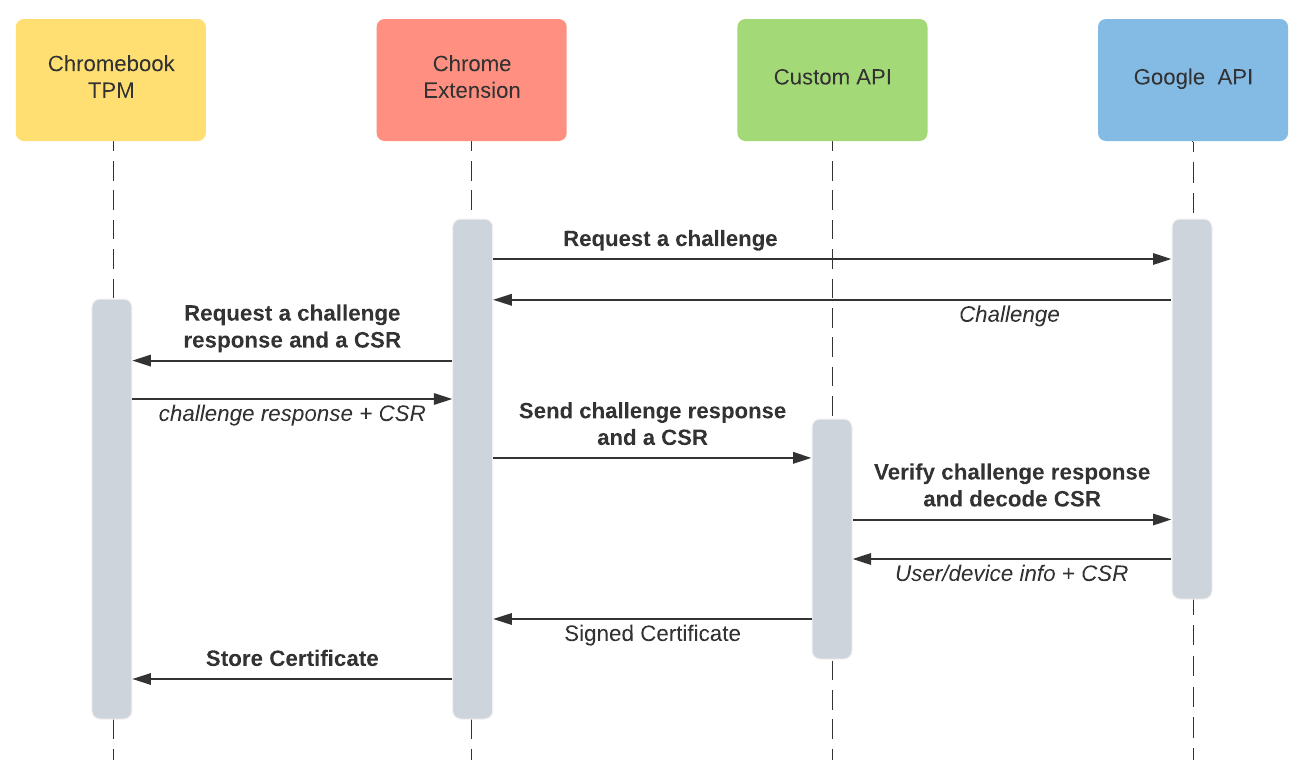 Chromebook
TPM
Chrome
Extension
Custom API
Google  API
Request a challenge
Challenge
Request a challenge
response and a CSR
challenge response + CSR
Send challenge response
and a CSR
Verify challenge response
and decode CSR
User/device info + CSR
Signed Certificate
Store Certificate